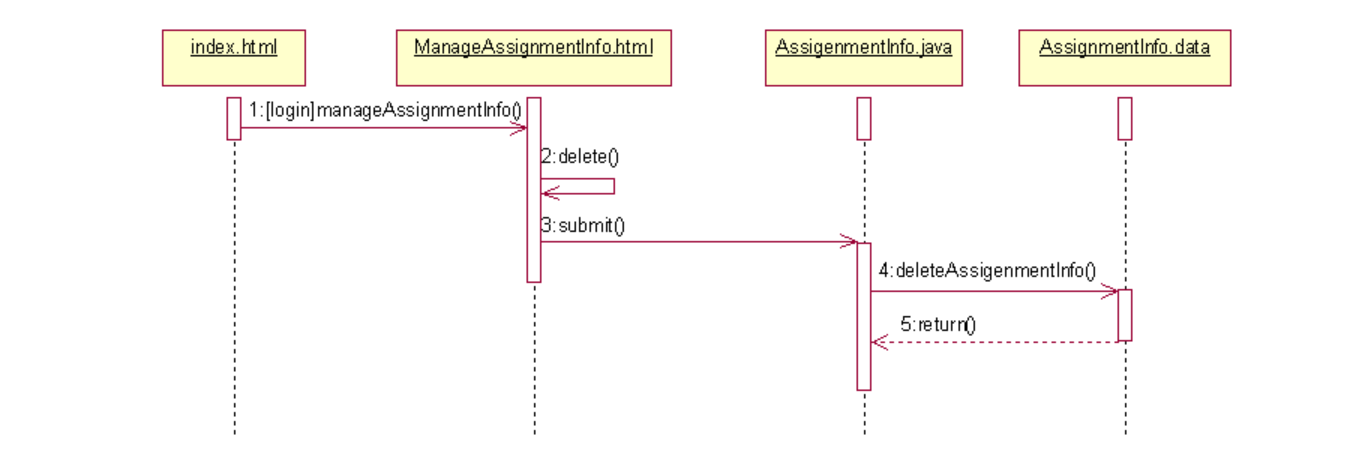 index.html
ManageAssignmentInfo.html
AssigenmentInfo.java
AssignmentInfo.data
1:[login]manageAssignmentInfo()
2:delete()
3:submit()
4:deleteAssigenmentInfo()
5:return()